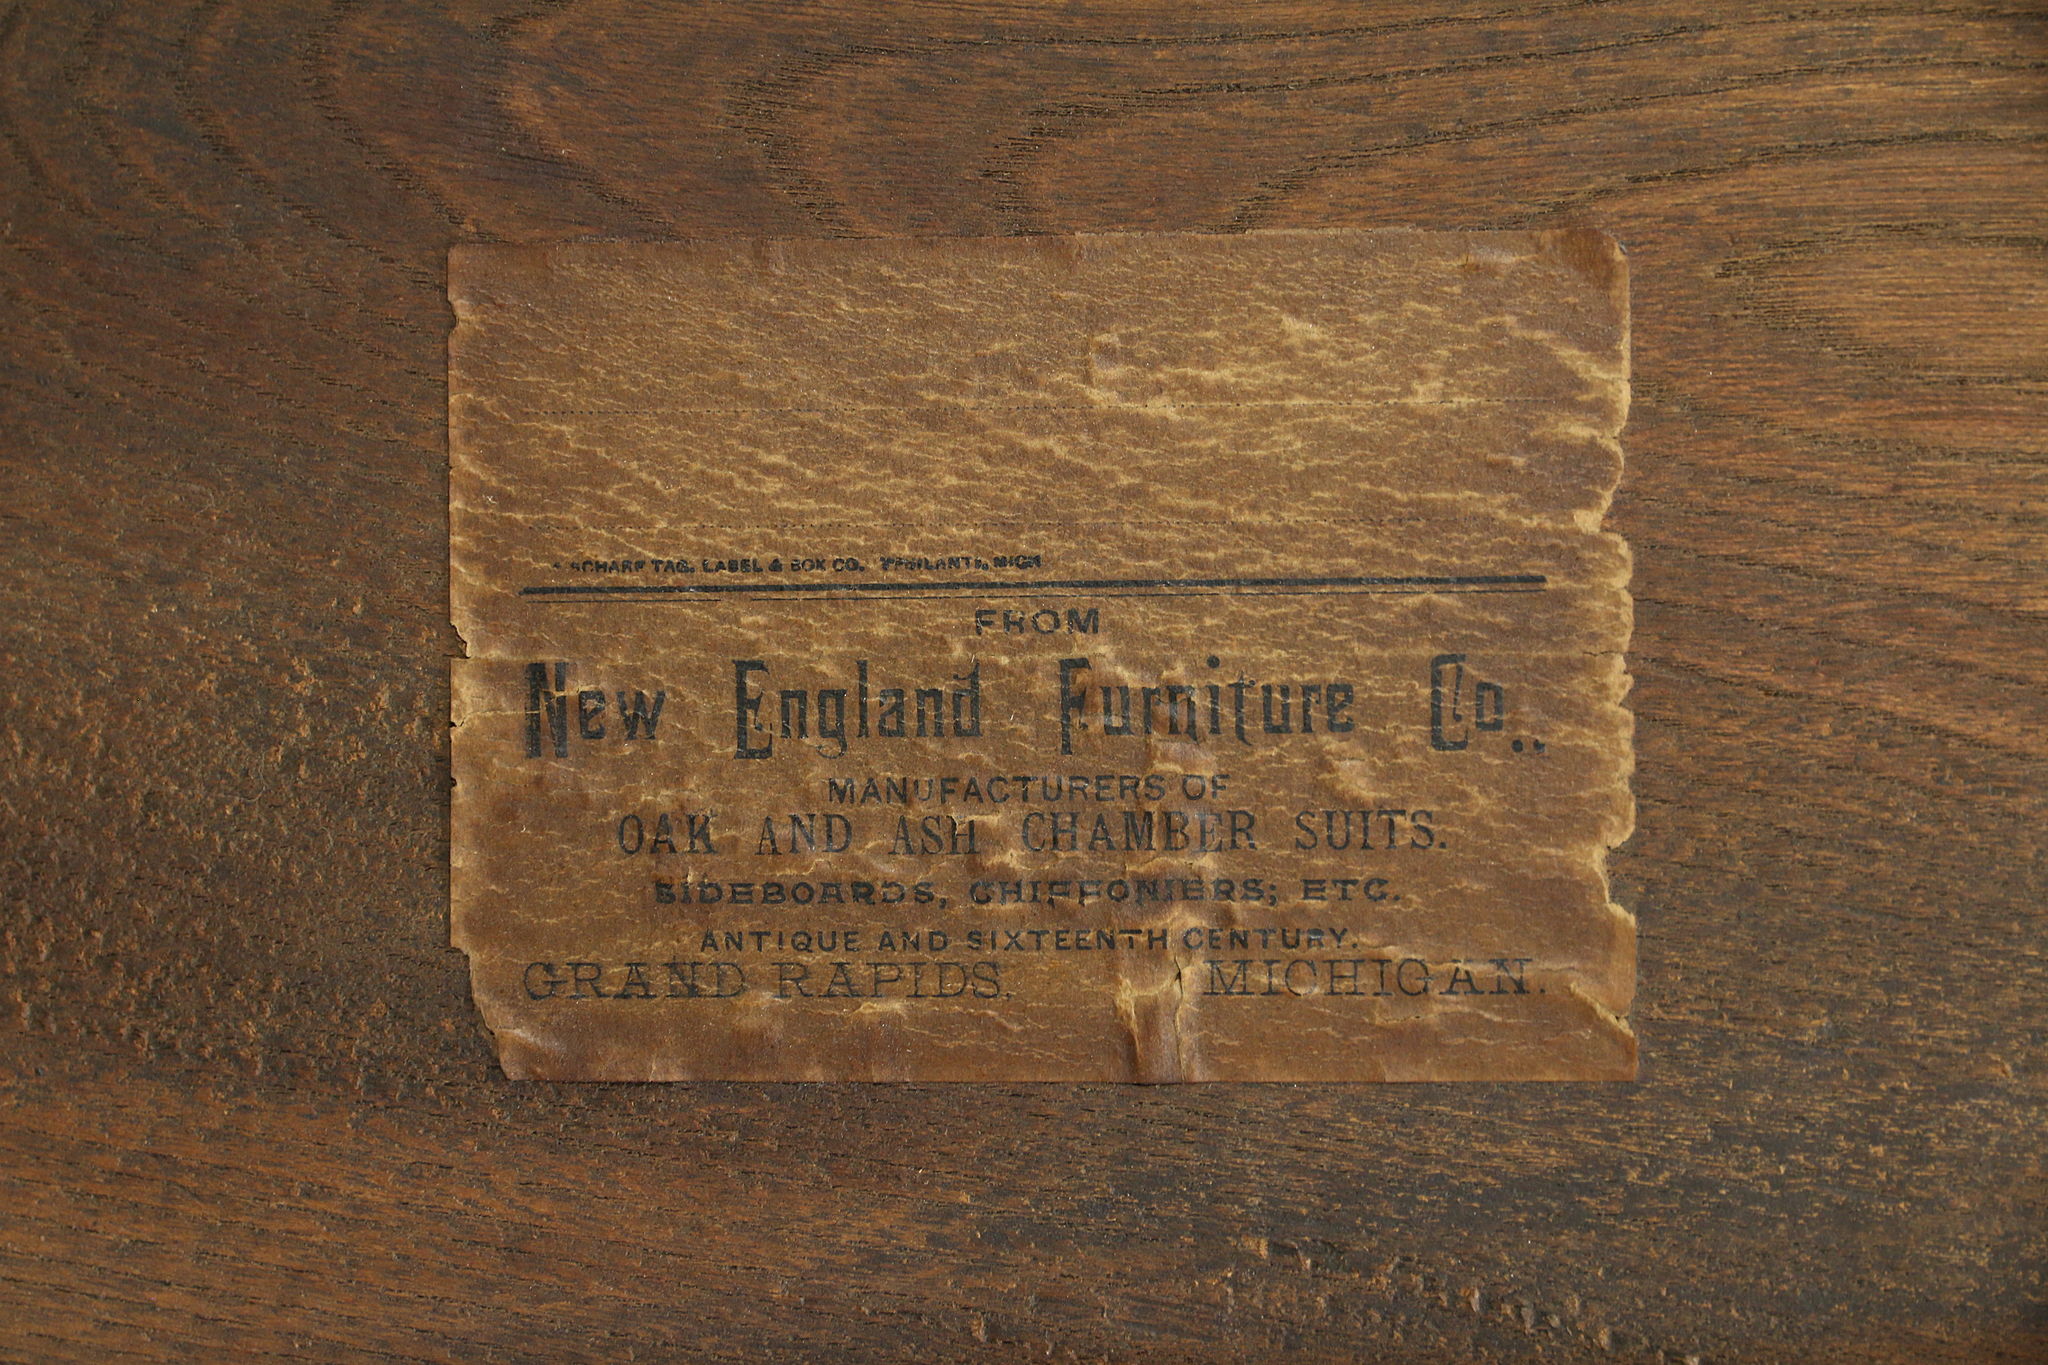 SCHARF TAG, LABEL & BOX CO. YPSILANTI, MICH
FROM
New England Furniture Co..
MANUFACTURERS OF
OAK AND ASH CHAMBER SUITS.
SIDEBOARDS, CHIFFONIERS, ETC.
ANTIQUE AND SIXTEENTH CENTURY.
GRAND RAPIDS, MICHIGAN.